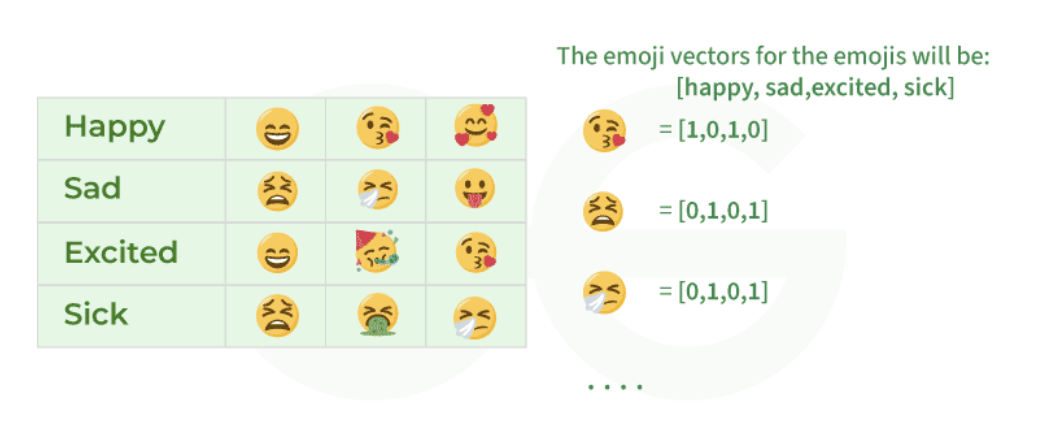 The emoji vectors for the emojis will be:
[happy, sad,excited, sick]
Happy
Sad
Excited
Sick
= [1,0,1,0]
= [0,1,0,1]
= [0,1,0,1]
. . . .